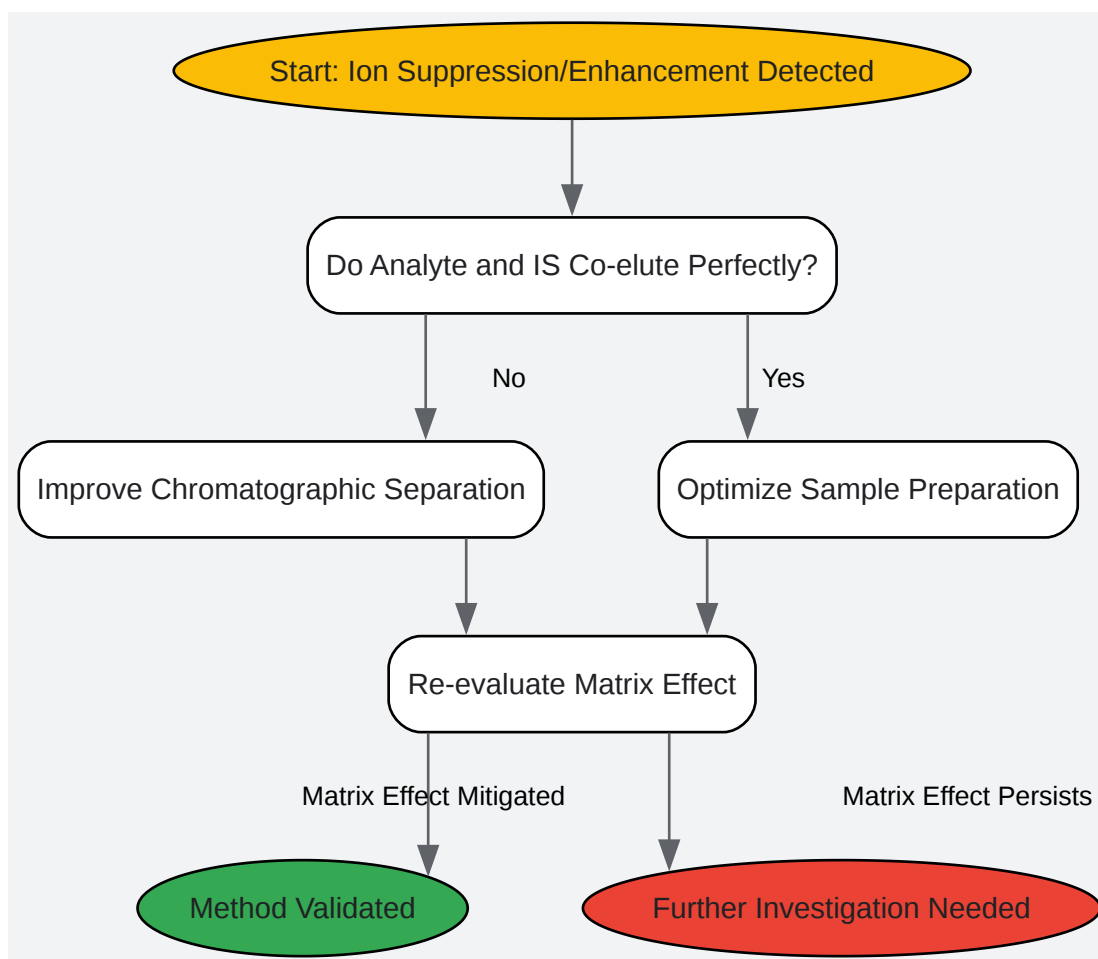 Start: Ion Suppression/Enhancement Detected
Do Analyte and IS Co-elute Perfectly?
No
Yes
Improve Chromatographic Separation
Optimize Sample Preparation
Re-evaluate Matrix Effect
Matrix Effect Mitigated
Matrix Effect Persists
Method Validated
Further Investigation Needed